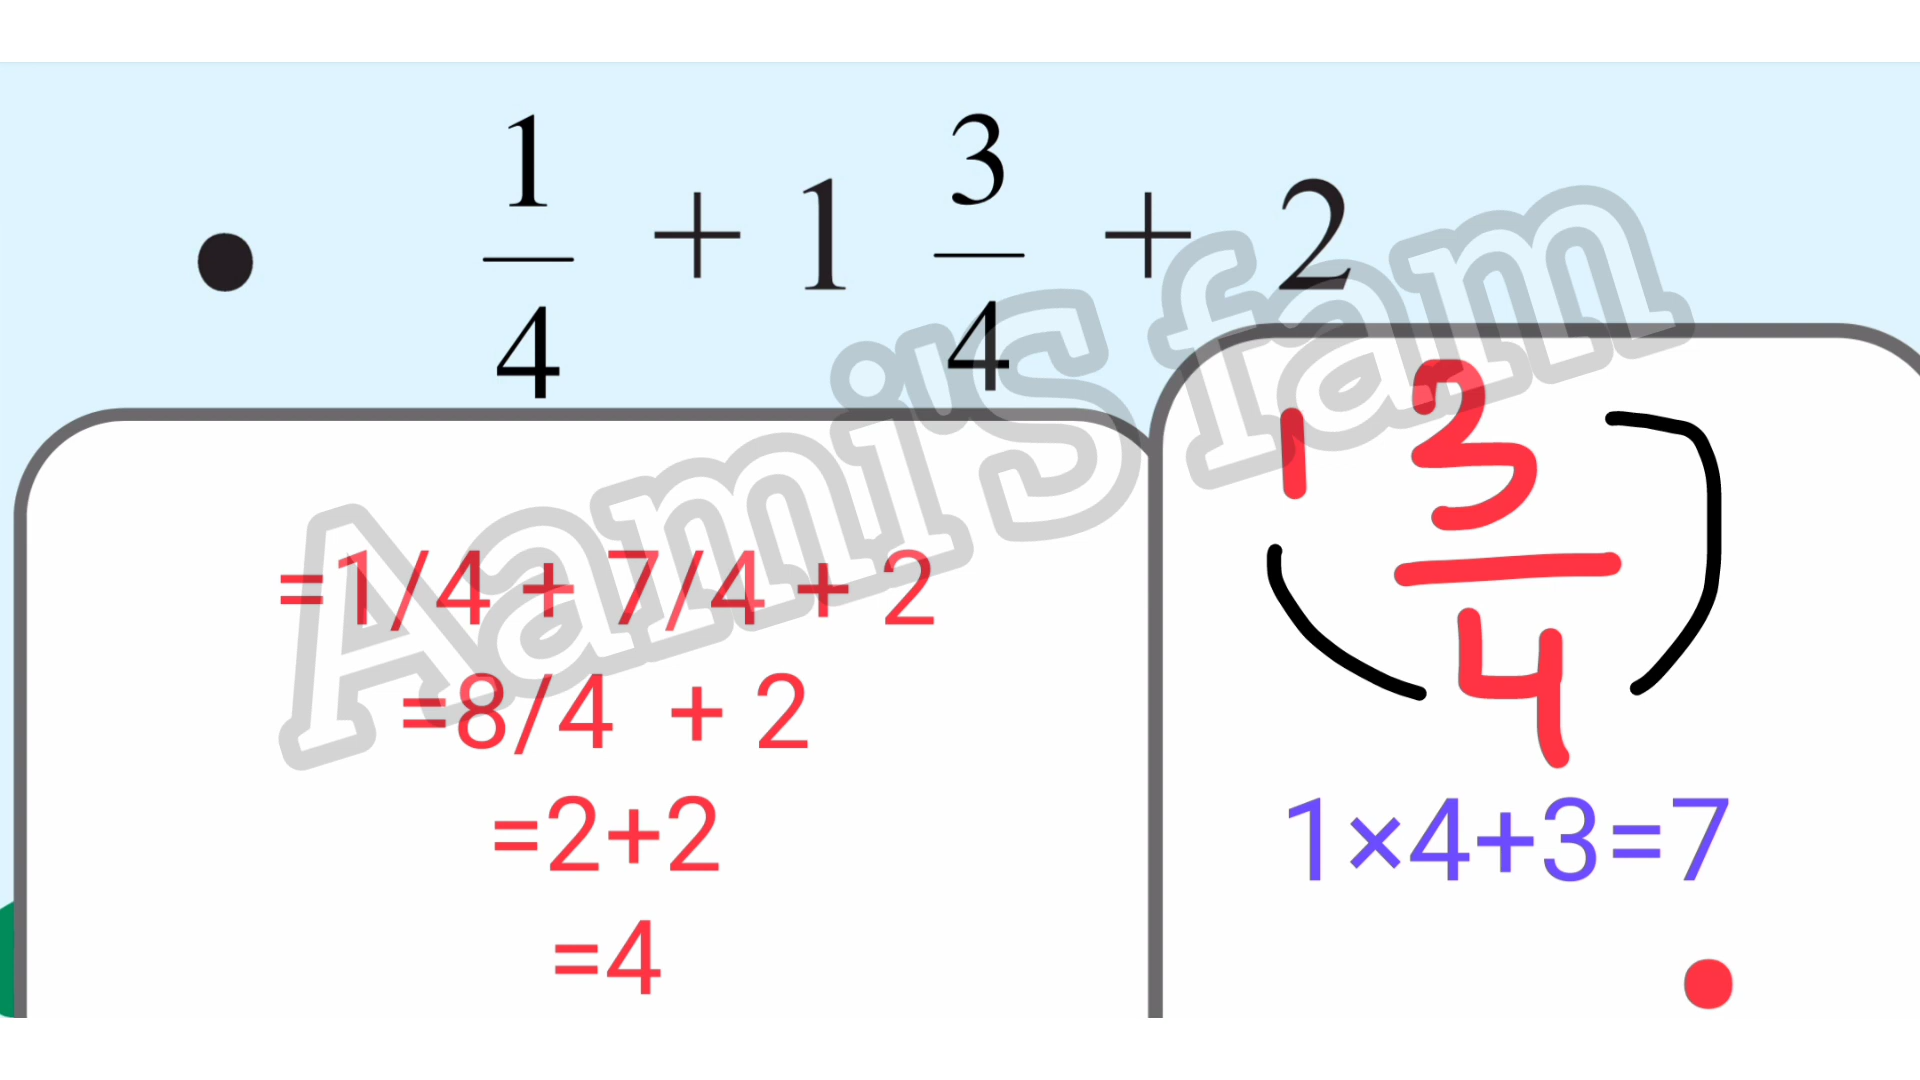 • 1/4 + 1 3/4 + 2
=1/4 + 7/4 + 2
=8/4 + 2
=2+2
=4
1 3/4
1×4+3=7
Aami's fam